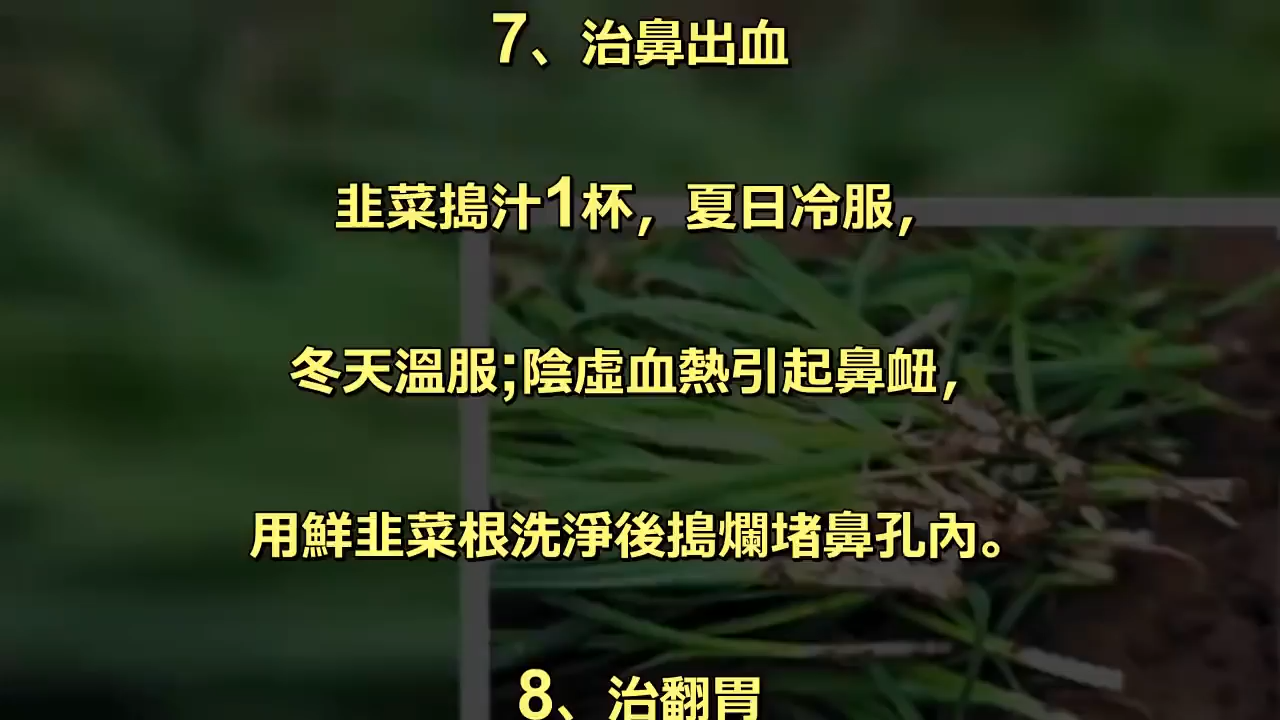 7、治鼻出血
韭菜搗汁1杯，夏日冷服，
冬天溫服;陰虛血熱引起鼻衄，
用鮮韭菜根洗淨後搗爛堵鼻孔內。
8、治翻胃